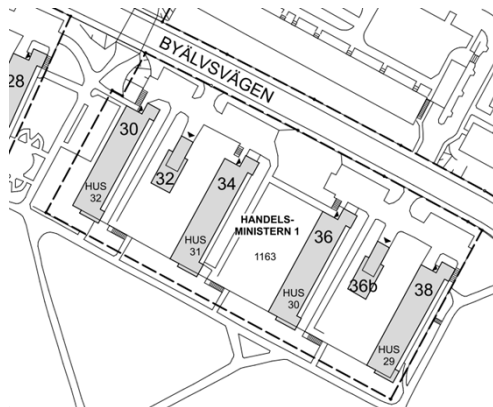 BYÄLVSVÄGEN
28
30
HUS
32
32
34
HUS
31
HANDELS-
MINISTERN 1
1163
36
HUS
30
36b
38
HUS
29